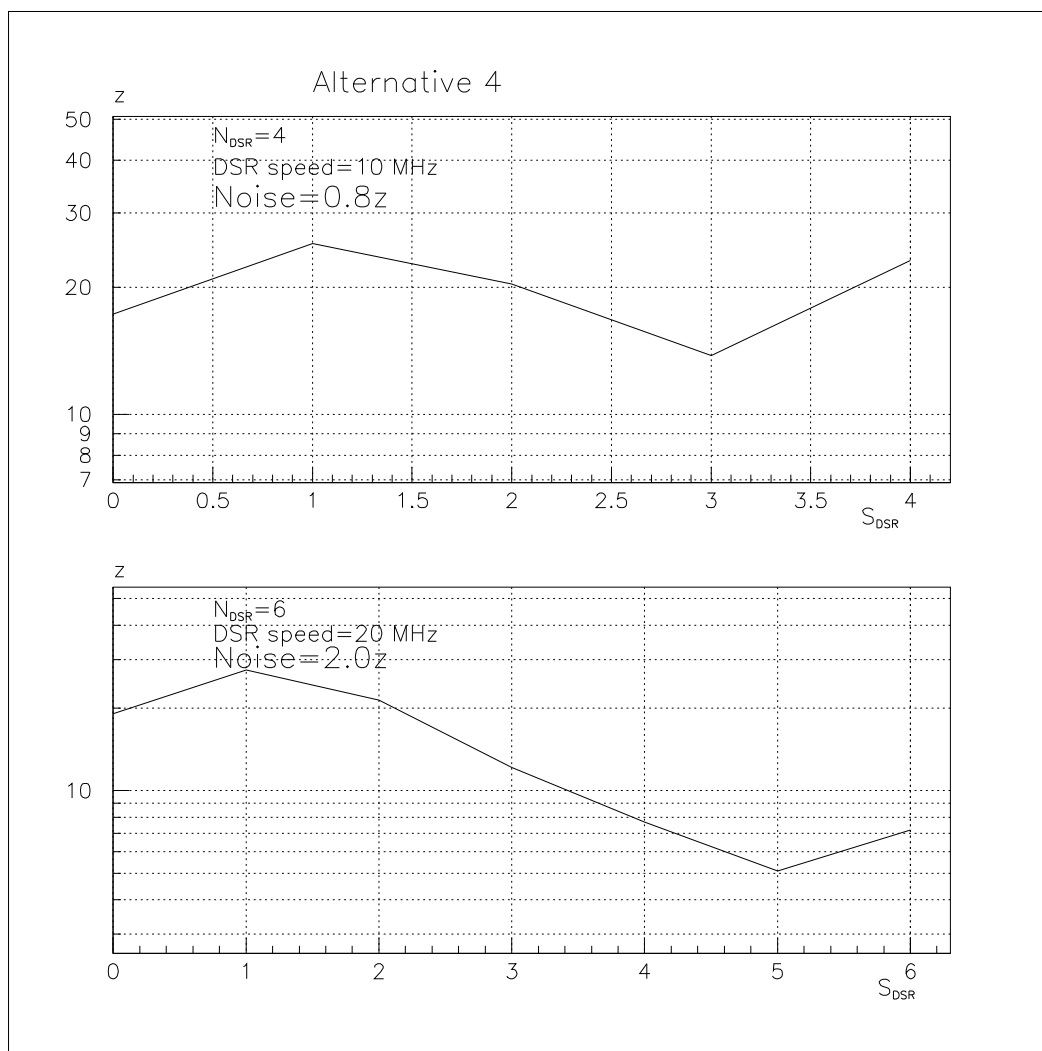 Alternative 4
z
N_DSR=4
DSR speed=10 MHz
Noise=0.8z
50
40
30
20
10
9
8
7
0 0.5 1 1.5 2 2.5 3 3.5 4
S_DSR
z
N_DSR=6
DSR speed=20 MHz
Noise=2.0z
10
0 1 2 3 4 5 6
S_DSR